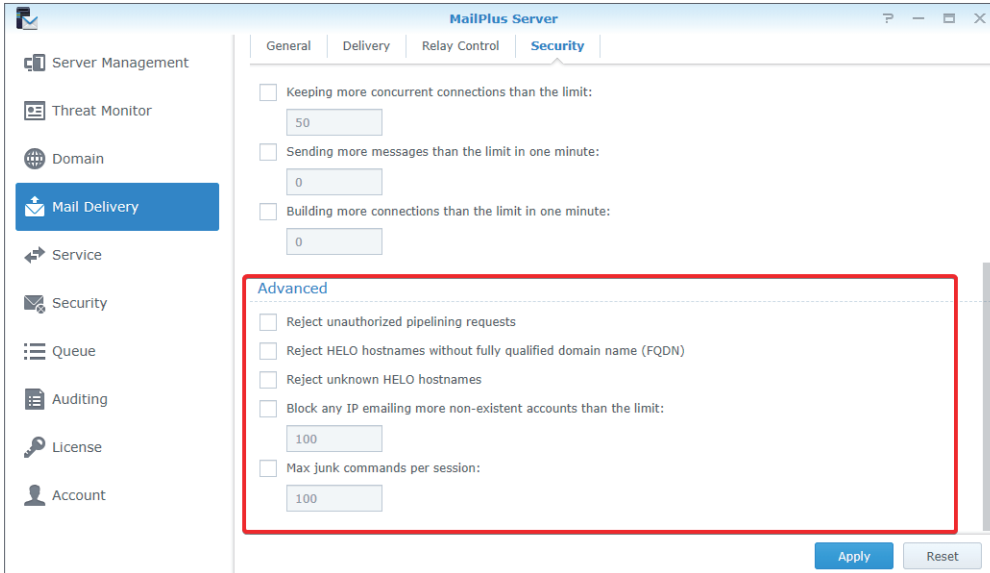 MailPlus Server
General Delivery Relay Control Security
Server Management
Threat Monitor
Domain
Mail Delivery
Service
Security
Queue
Auditing
License
Account
Keeping more concurrent connections than the limit:
50
Sending more messages than the limit in one minute:
0
Building more connections than the limit in one minute:
0
Advanced
Reject unauthorized pipelining requests
Reject HELO hostnames without fully qualified domain name (FQDN)
Reject unknown HELO hostnames
Block any IP emailing more non-existent accounts than the limit:
100
Max junk commands per session:
100
Apply Reset